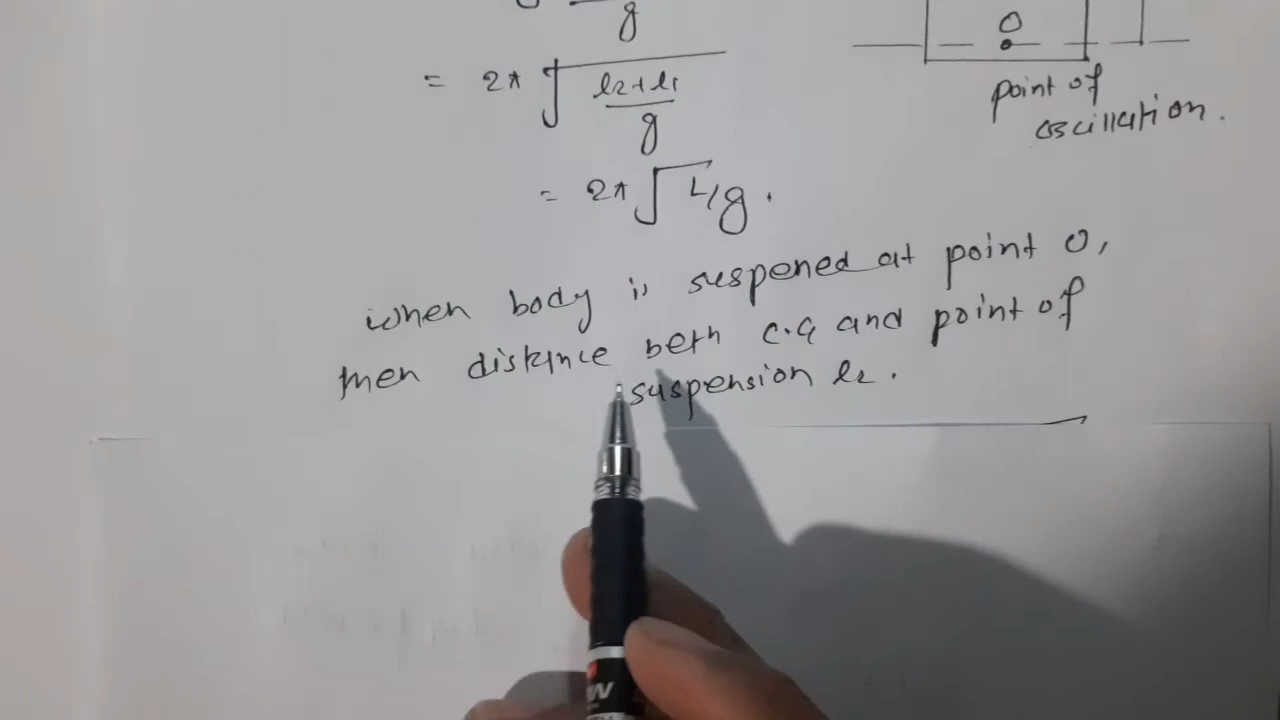 g
O
= 2π √ l2+l1 / g
point of
oscillation.
= 2π √ L/g .
when body is suspened at point O,
then distance betn C.G and point of
suspension l2.
W